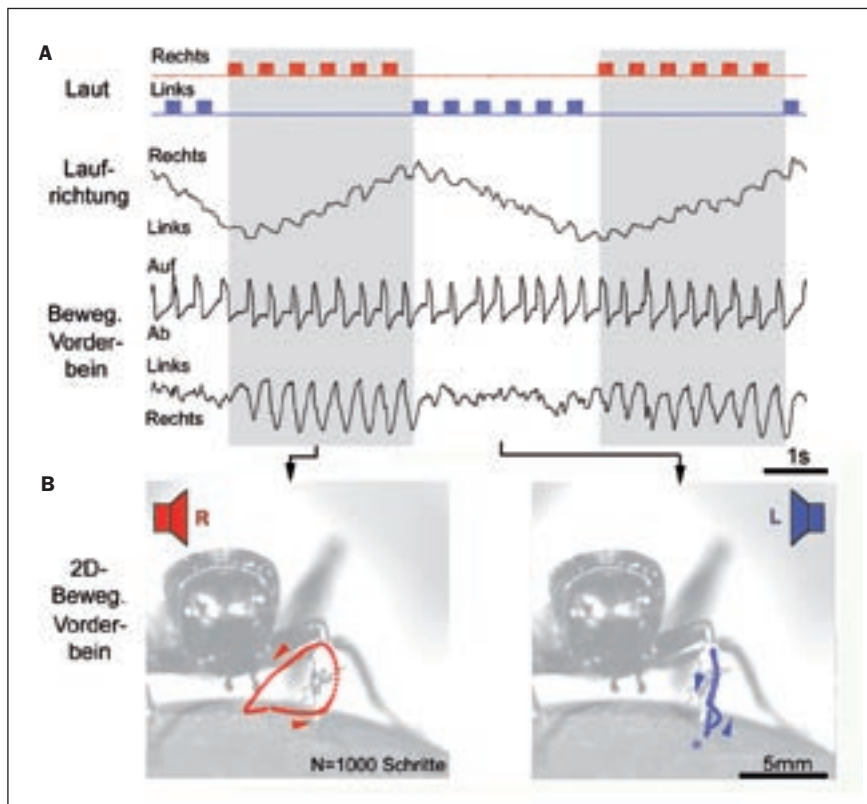 A
Rechts
Laut
Links
Rechts
Lauf-
richtung
Links
Auf
Beweg.
Vorder-
bein
Ab
Links
Rechts
1s
B
R
L
2D-
Beweg.
Vorder-
bein
N=1000 Schritte
5mm